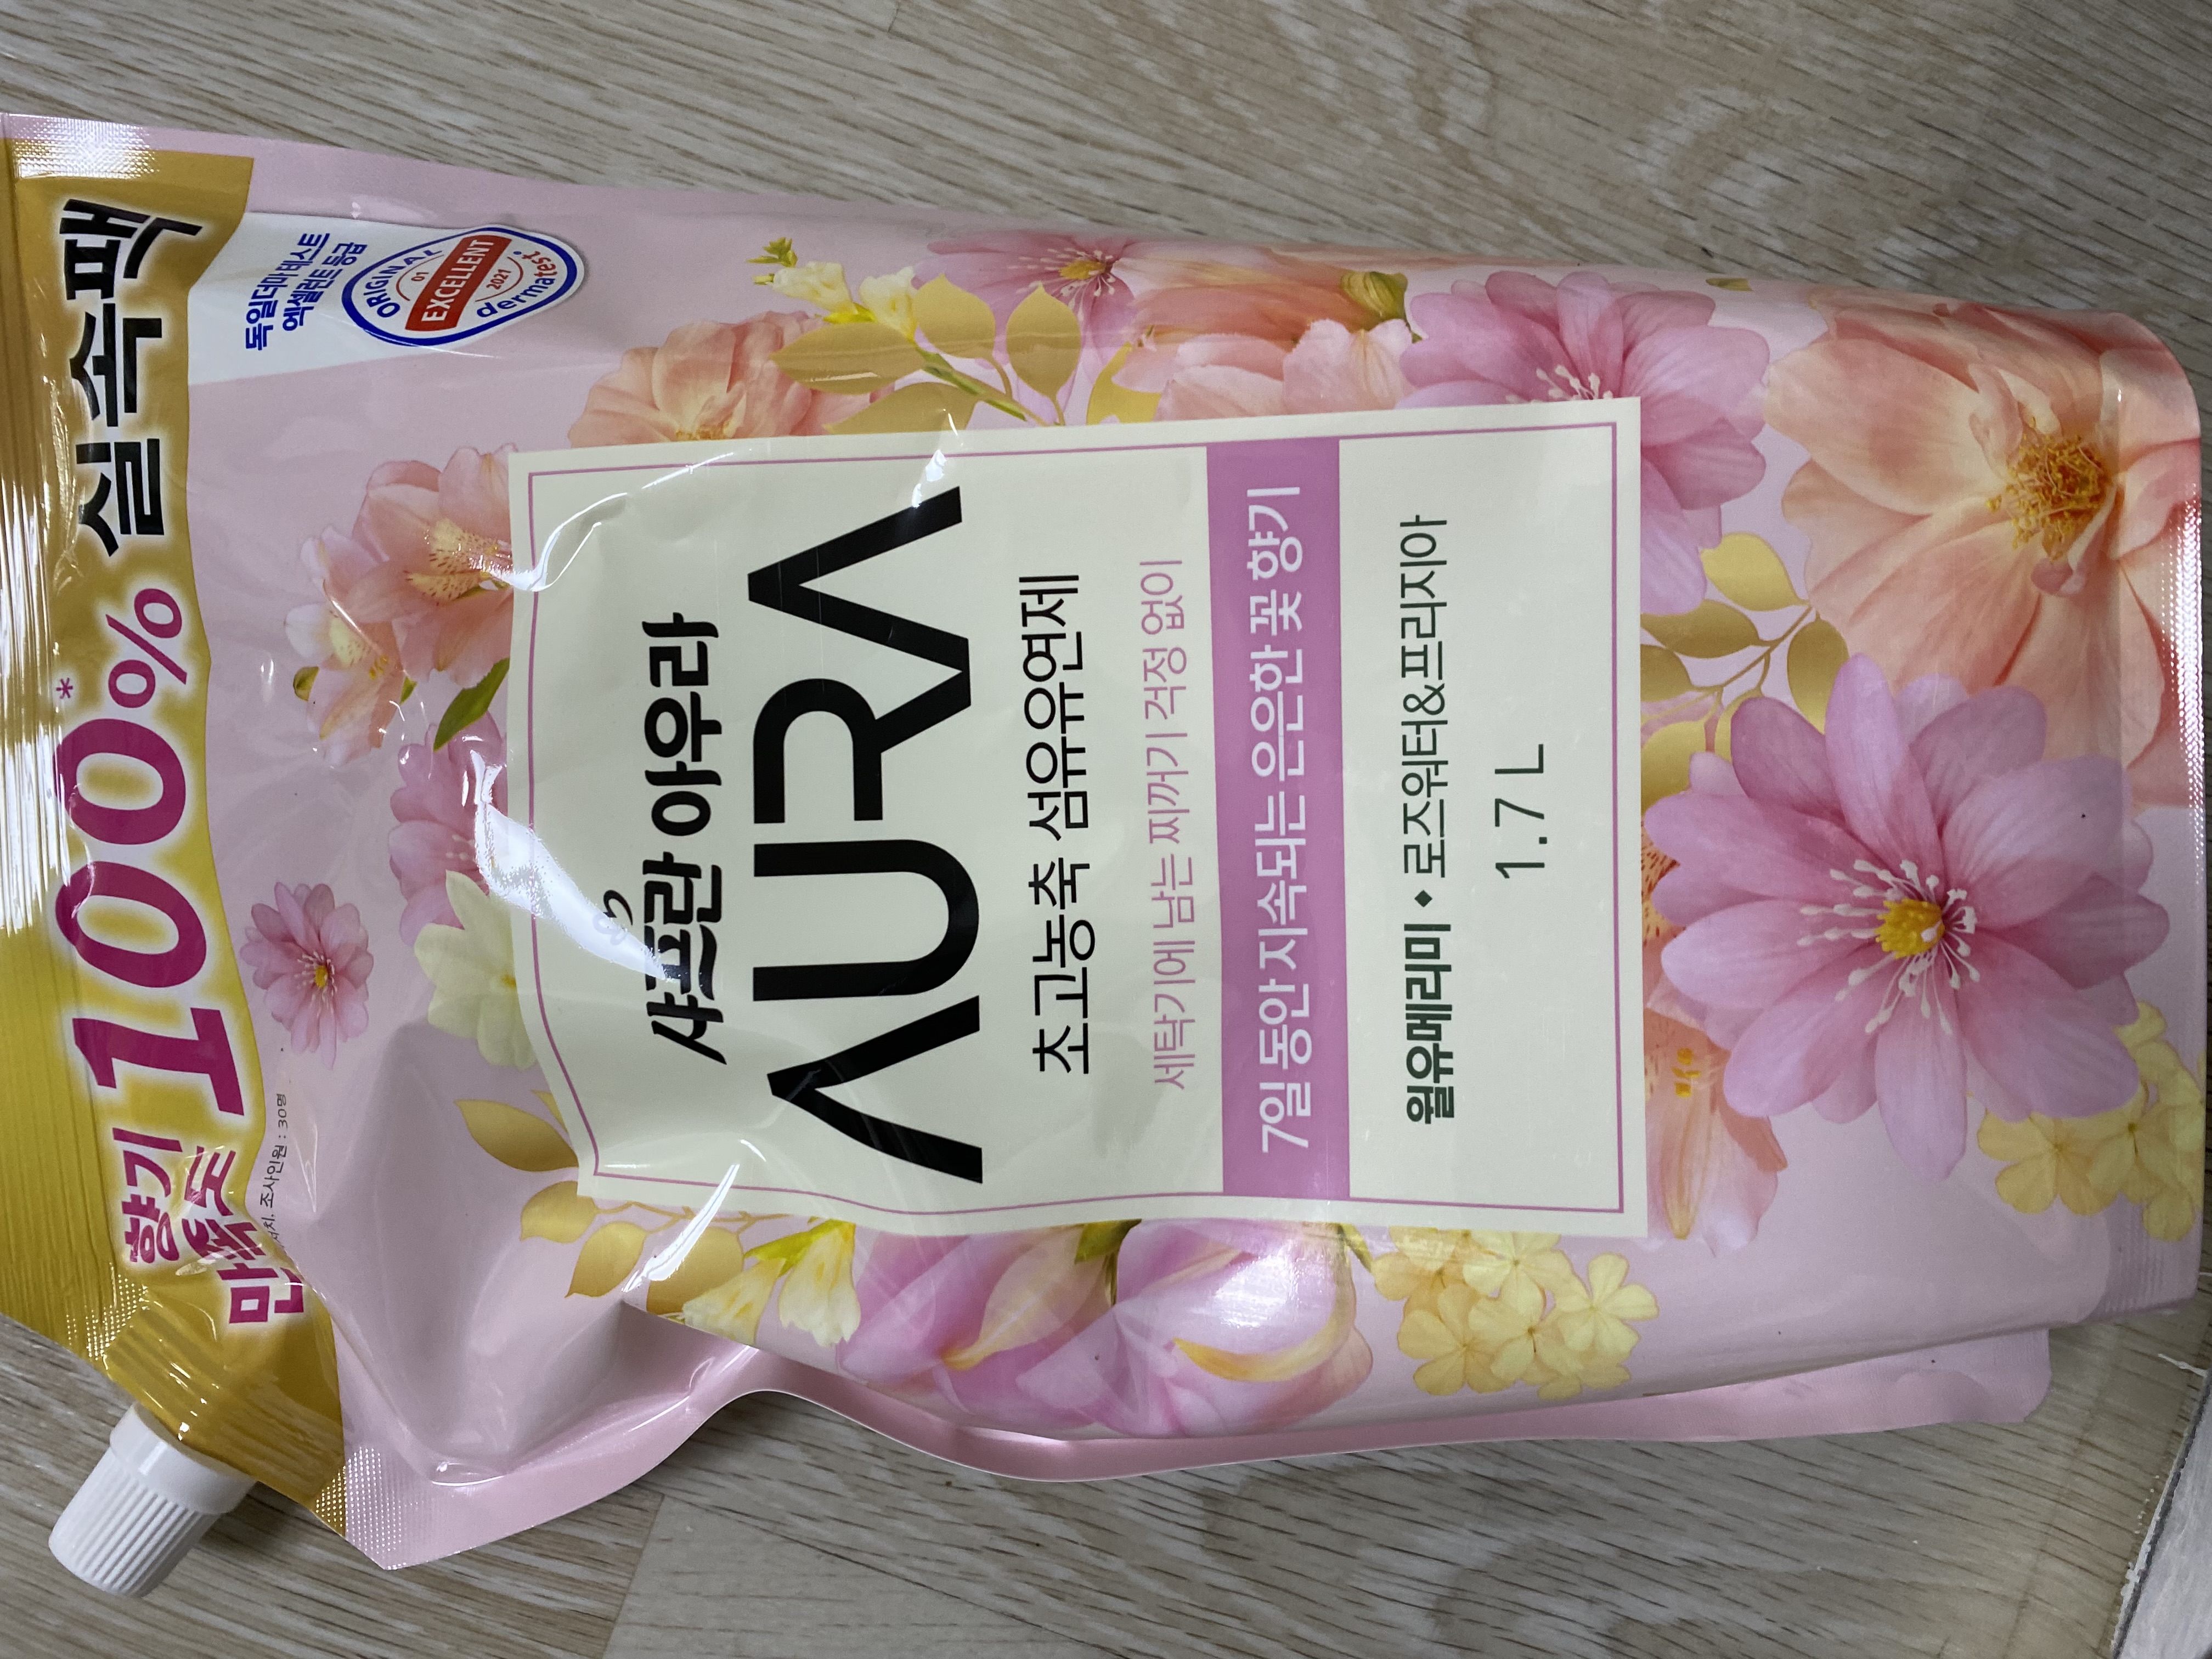 향기
만족도
100%* 실속팩
조사인원 : 30명
독일더마테스트
엑셀런트 등급
ORIGINAL
01
EXCELLENT
2021
dermatest
샤프란 아우라
AURA
초고농축 섬유유연제
세탁기에 남는 찌꺼기 걱정 없이
7일 동안 지속되는 은은한 꽃 향기
윌유메리미 ◆ 로즈워터&프리지아
1.7 L